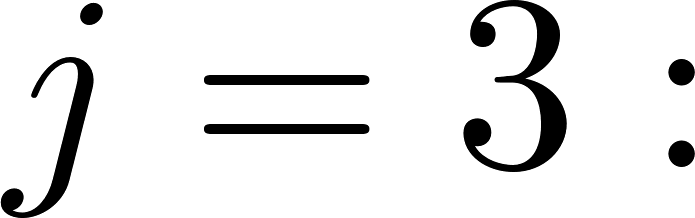 j = 3 :